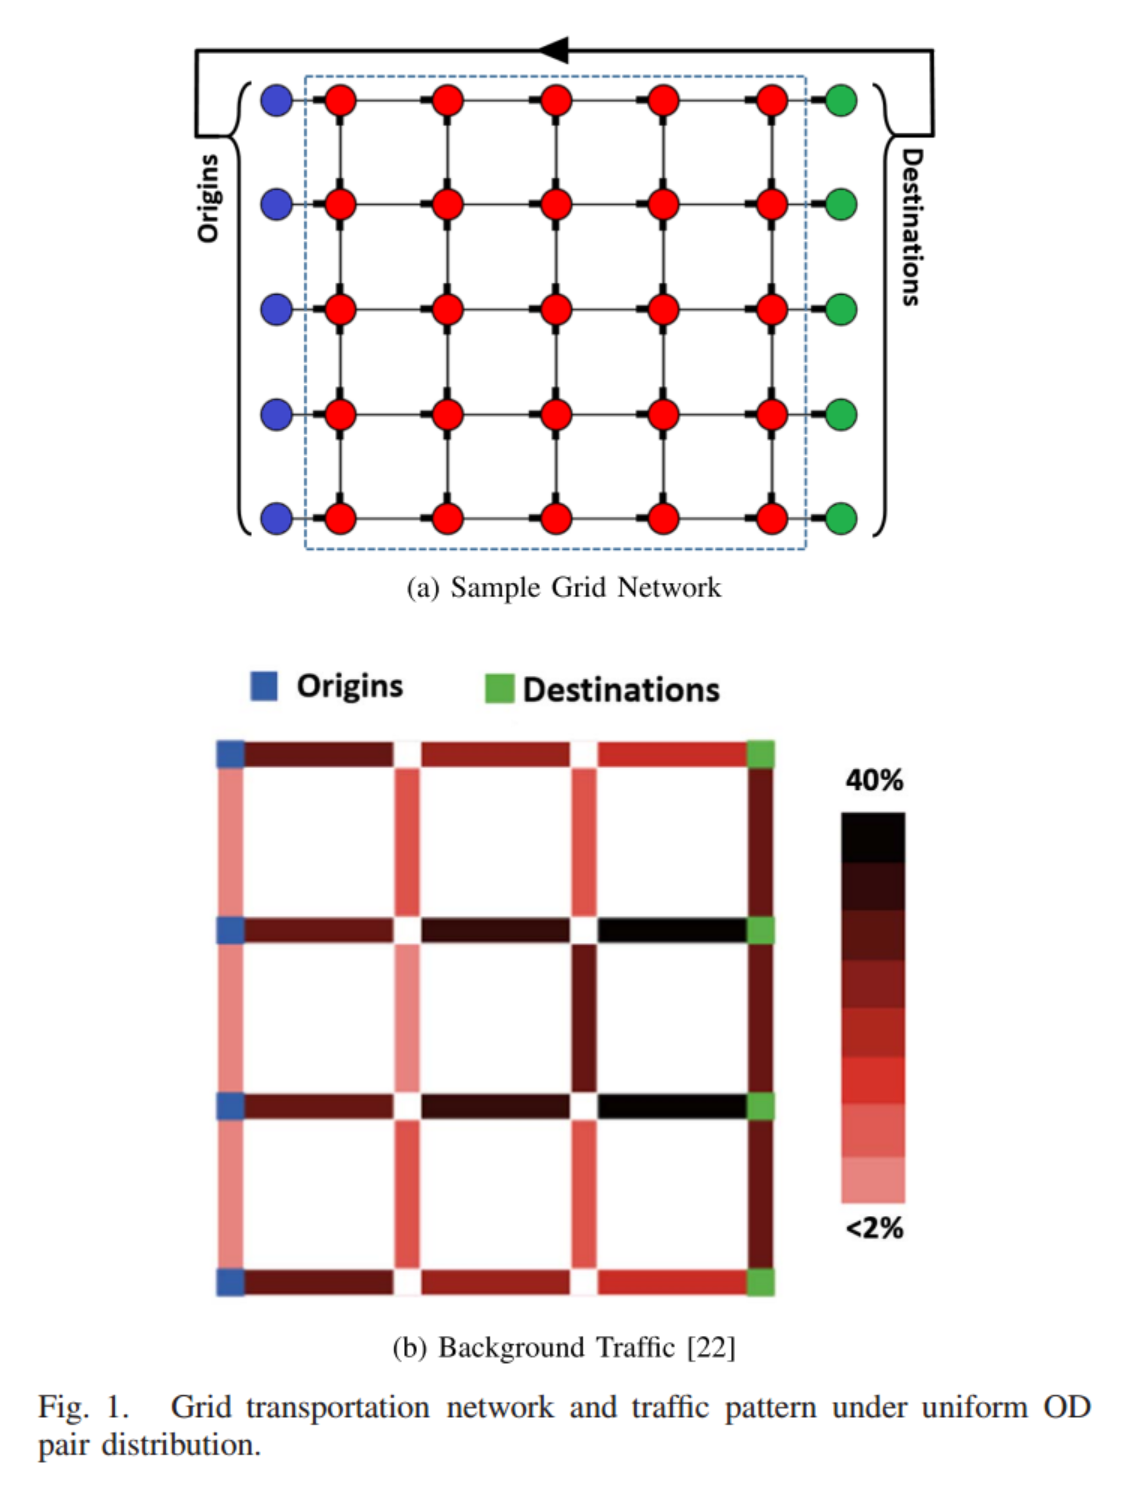 Origins
Destinations
(a) Sample Grid Network
Origins
Destinations
40%
<2%
(b) Background Traffic [22]
Fig. 1. Grid transportation network and traffic pattern under uniform OD
pair distribution.